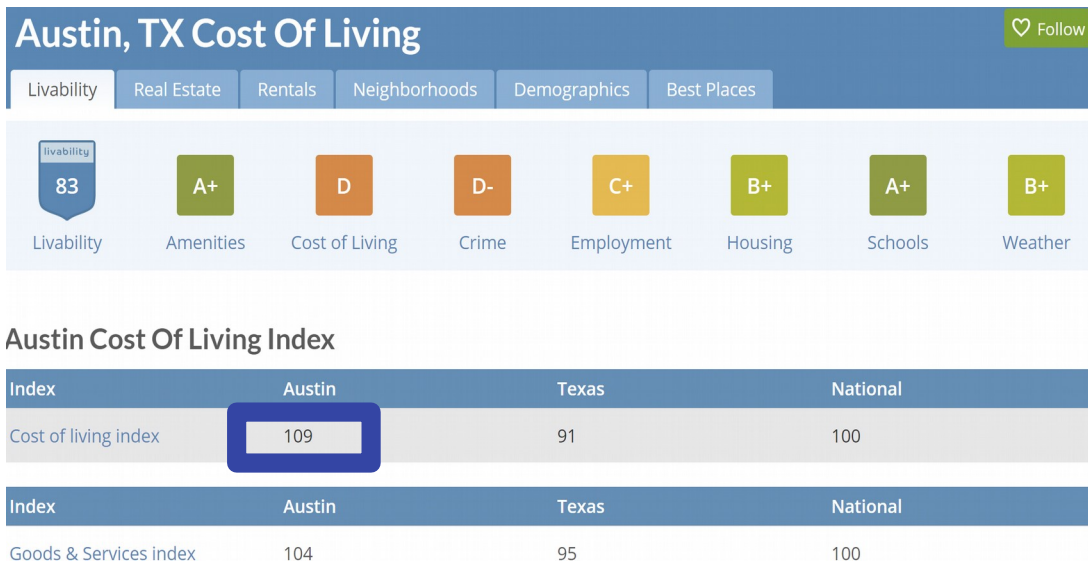 Austin, TX Cost Of Living
Follow
Livability Real Estate Rentals Neighborhoods Demographics Best Places
livability
83 A+ D D- C+ B+ A+ B+
Livability Amenities Cost of Living Crime Employment Housing Schools Weather
Austin Cost Of Living Index
Index Austin Texas National
Cost of living index 109 91 100
Index Austin Texas National
Goods & Services index 104 95 100